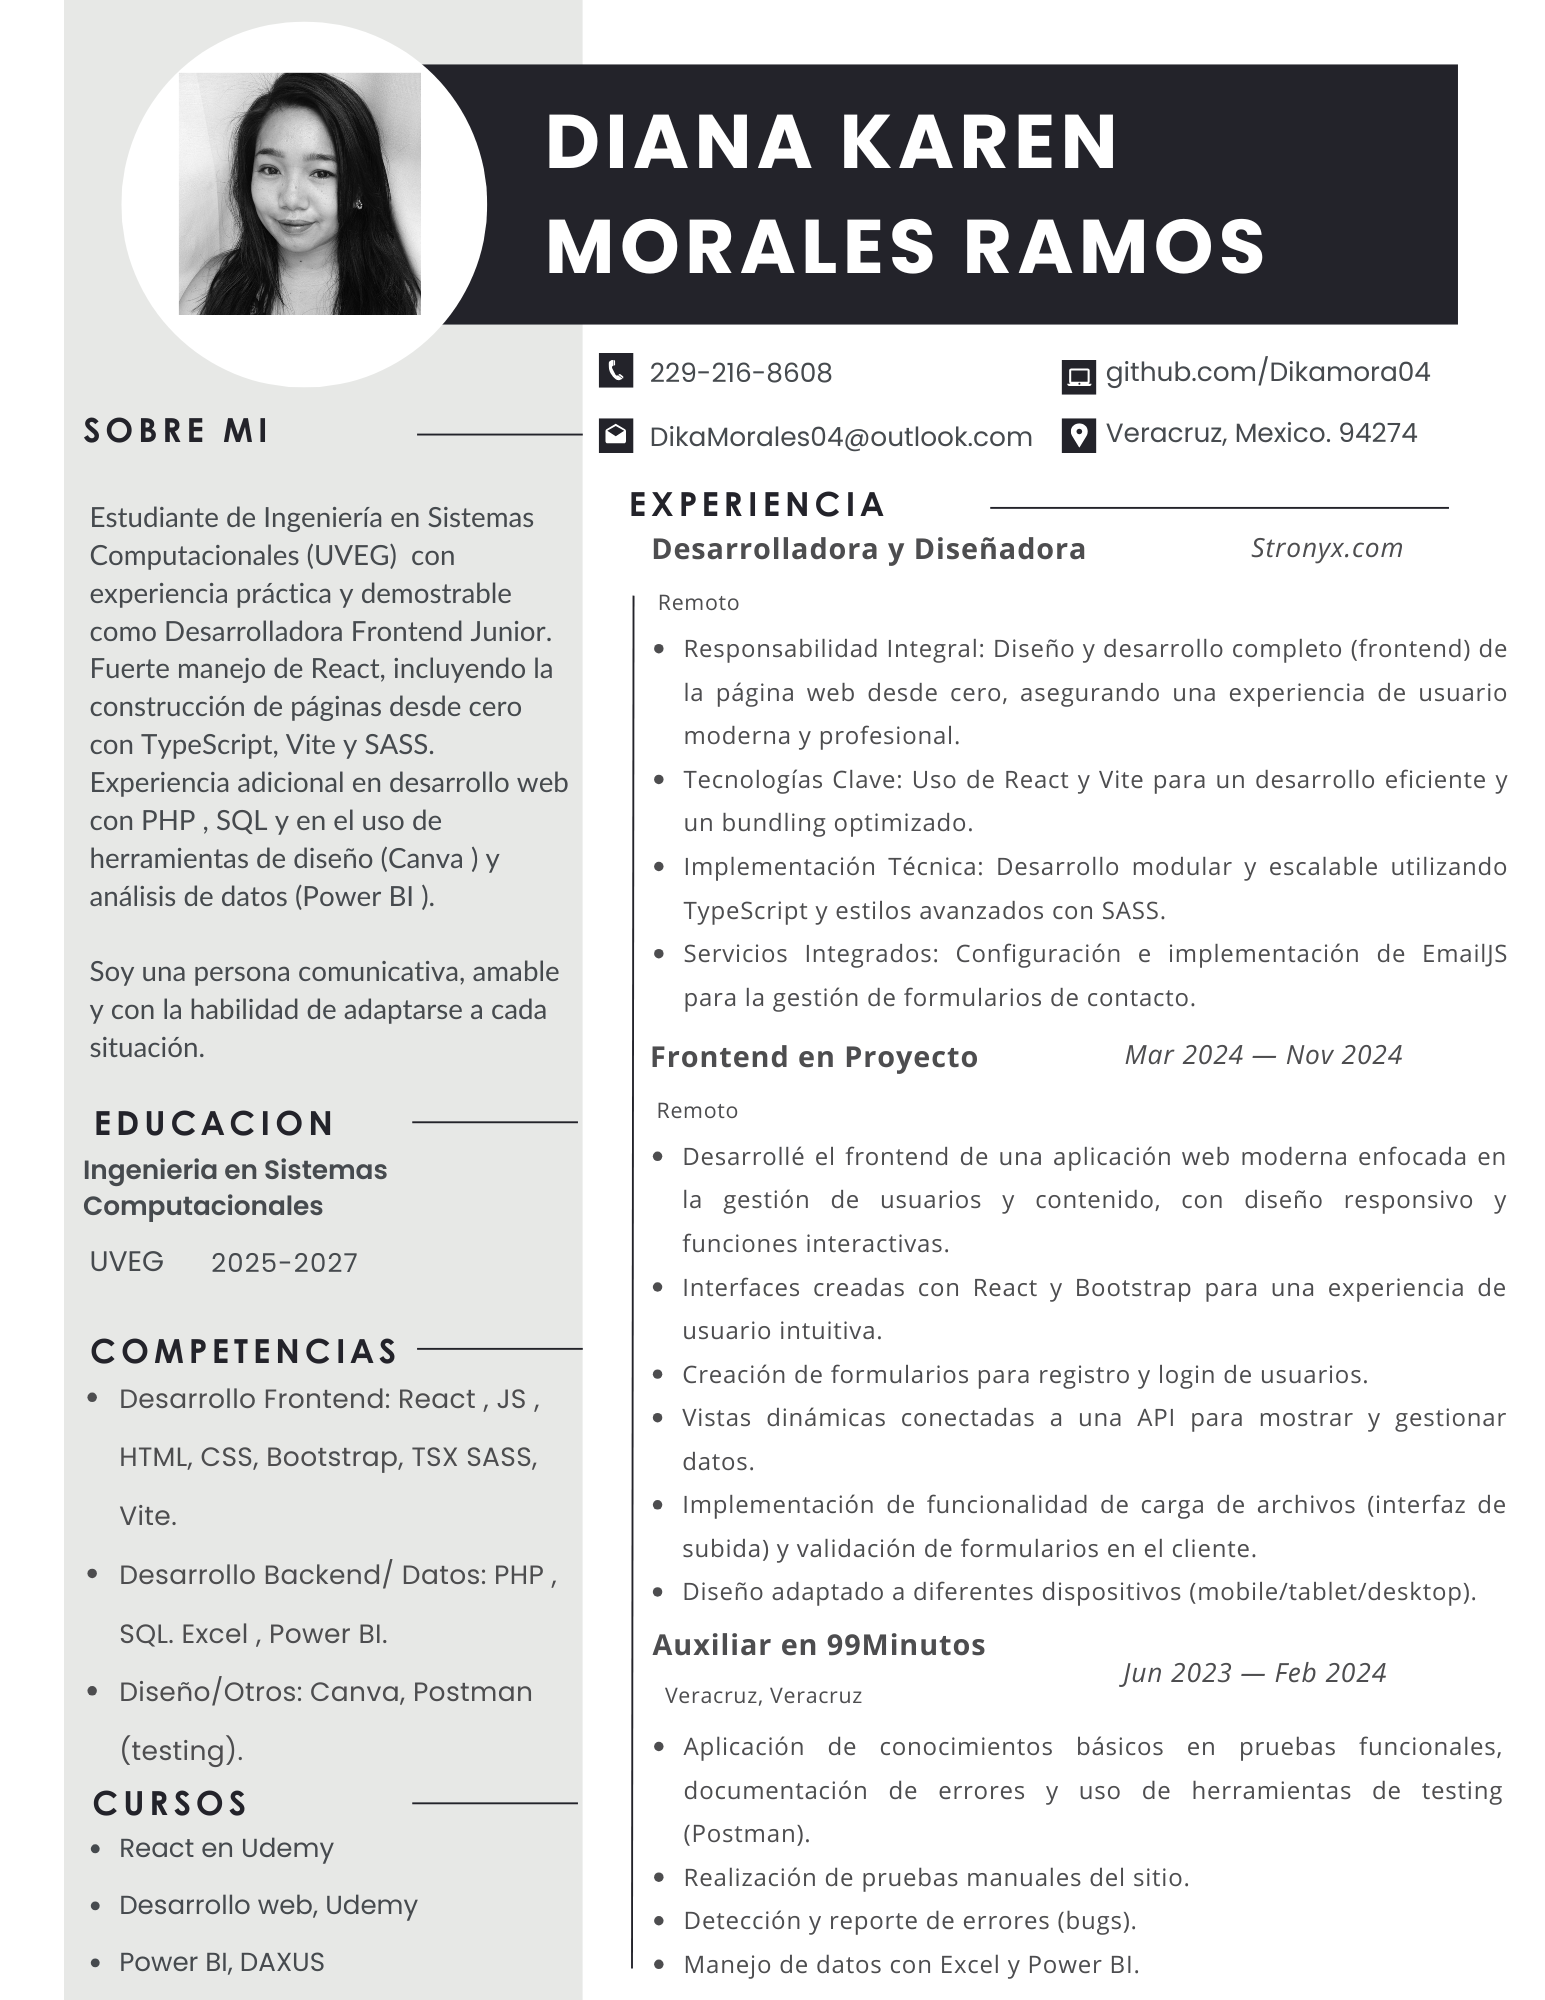 DIANA KAREN
MORALES RAMOS
229-216-8608
github.com/Dikamora04
DikaMorales04@outlook.com
Veracruz, Mexico. 94274
SOBRE MI
Estudiante de Ingeniería en Sistemas
Computacionales (UVEG)  con
experiencia práctica y demostrable
como Desarrolladora Frontend Junior.
Fuerte manejo de React, incluyendo la
construcción de páginas desde cero
con TypeScript, Vite y SASS.
Experiencia adicional en desarrollo web
con PHP , SQL y en el uso de
herramientas de diseño (Canva ) y
análisis de datos (Power BI ).
Soy una persona comunicativa, amable
y con la habilidad de adaptarse a cada
situación.
EDUCACION
Ingenieria en Sistemas
Computacionales
UVEG 2025-2027
COMPETENCIAS
• Desarrollo Frontend: React , JS ,
HTML, CSS, Bootstrap, TSX SASS,
Vite.
• Desarrollo Backend/ Datos: PHP ,
SQL. Excel , Power BI.
• Diseño/Otros: Canva, Postman
(testing).
CURSOS
• React en Udemy
• Desarrollo web, Udemy
• Power BI, DAXUS
EXPERIENCIA
Desarrolladora y Diseñadora Stronyx.com
Remoto
• Responsabilidad Integral: Diseño y desarrollo completo (frontend) de
la página web desde cero, asegurando una experiencia de usuario
moderna y profesional.
• Tecnologías Clave: Uso de React y Vite para un desarrollo eficiente y
un bundling optimizado.
• Implementación Técnica: Desarrollo modular y escalable utilizando
TypeScript y estilos avanzados con SASS.
• Servicios Integrados: Configuración e implementación de EmailJS
para la gestión de formularios de contacto.
Frontend en Proyecto Mar 2024 — Nov 2024
Remoto
• Desarrollé el frontend de una aplicación web moderna enfocada en
la gestión de usuarios y contenido, con diseño responsivo y
funciones interactivas.
• Interfaces creadas con React y Bootstrap para una experiencia de
usuario intuitiva.
• Creación de formularios para registro y login de usuarios.
• Vistas dinámicas conectadas a una API para mostrar y gestionar
datos.
• Implementación de funcionalidad de carga de archivos (interfaz de
subida) y validación de formularios en el cliente.
• Diseño adaptado a diferentes dispositivos (mobile/tablet/desktop).
Auxiliar en 99Minutos
Jun 2023 — Feb 2024
Veracruz, Veracruz
• Aplicación de conocimientos básicos en pruebas funcionales,
documentación de errores y uso de herramientas de testing
(Postman).
• Realización de pruebas manuales del sitio.
• Detección y reporte de errores (bugs).
• Manejo de datos con Excel y Power BI.